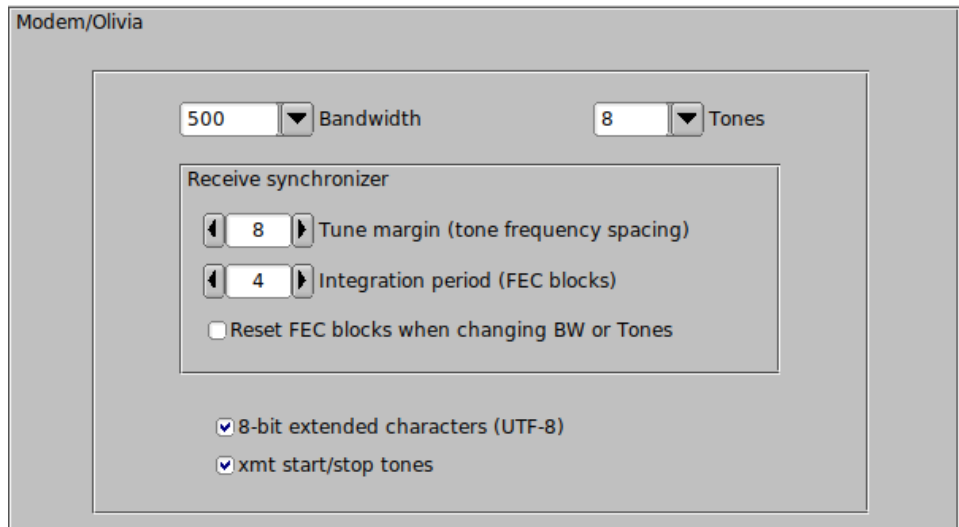 Modem/Olivia
500 Bandwidth 8 Tones
Receive synchronizer
8 Tune margin (tone frequency spacing)
4 Integration period (FEC blocks)
Reset FEC blocks when changing BW or Tones
8-bit extended characters (UTF-8)
xmt start/stop tones